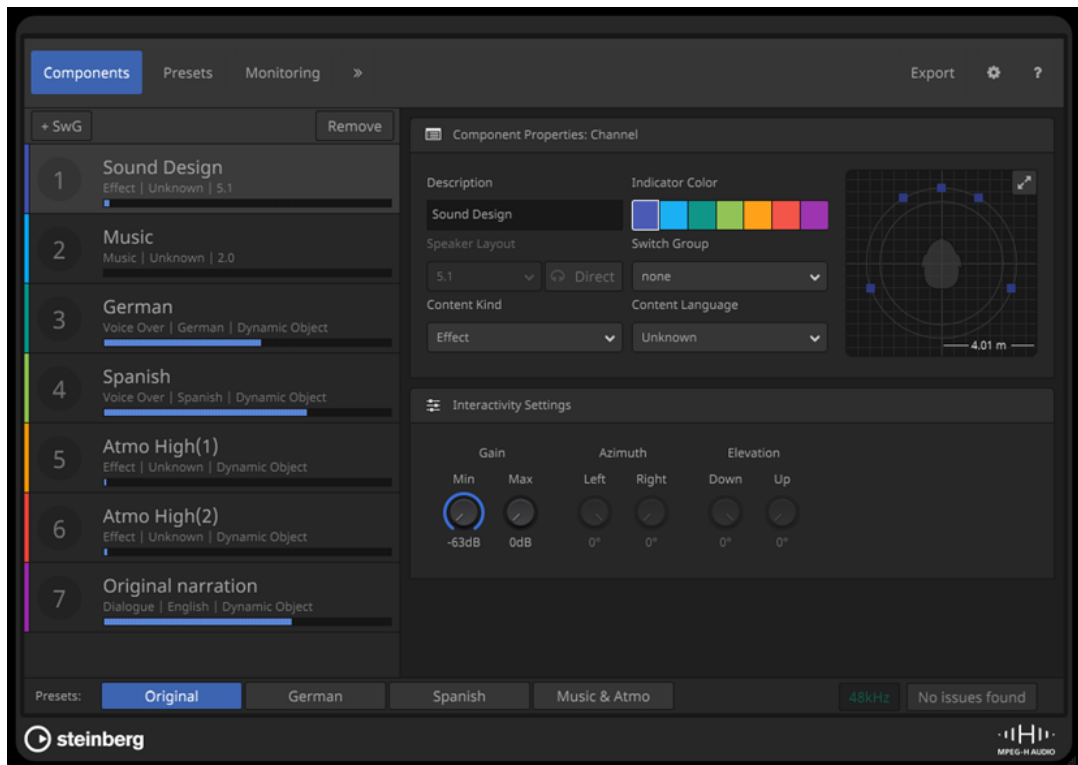 Components Presets Monitoring » Export ?
+ SwG Remove
1 Sound Design
Effect | Unknown | 5.1
2 Music
Music | Unknown | 2.0
3 German
Voice Over | German | Dynamic Object
4 Spanish
Voice Over | Spanish | Dynamic Object
5 Atmo High(1)
Effect | Unknown | Dynamic Object
6 Atmo High(2)
Effect | Unknown | Dynamic Object
7 Original narration
Dialogue | English | Dynamic Object
Component Properties: Channel
Description Indicator Color
Sound Design
Speaker Layout Switch Group
5.1 Direct none
Content Kind Content Language
Effect Unknown
4.01 m
Interactivity Settings
Gain Azimuth Elevation
Min Max Left Right Down Up
-63dB 0dB 0° 0° 0° 0°
Presets: Original German Spanish Music & Atmo 48kHz No issues found
steinberg
MPEG-H AUDIO